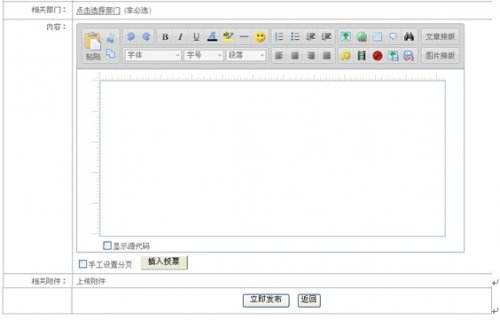 相关部门： 点击选择部门 (非必选)
内容：
粘贴
B I U
文章排版
字体 字号 段落
图片排版
显示源代码
手工设置分页 插入投票
相关附件： 上传附件
立即发布 返回